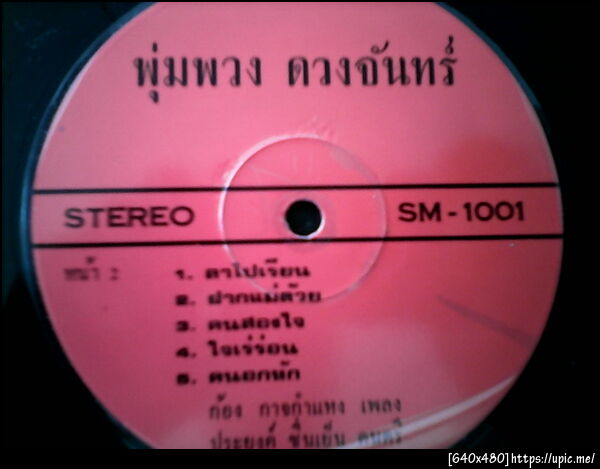 พุ่มพวง ดวงจันทร์
STEREO
SM - 1001
หน้า 2
1. ตาไปเรียน
2. ฝากแม่ด้วย
3. คนสองใจ
4. ใจเร่ร่อน
5. คนอกหัก
ก้อง กาจกำแหง เพลง
ประยงค์ ชื่นเย็น ดนตรี
[640x480]https://upic.me/